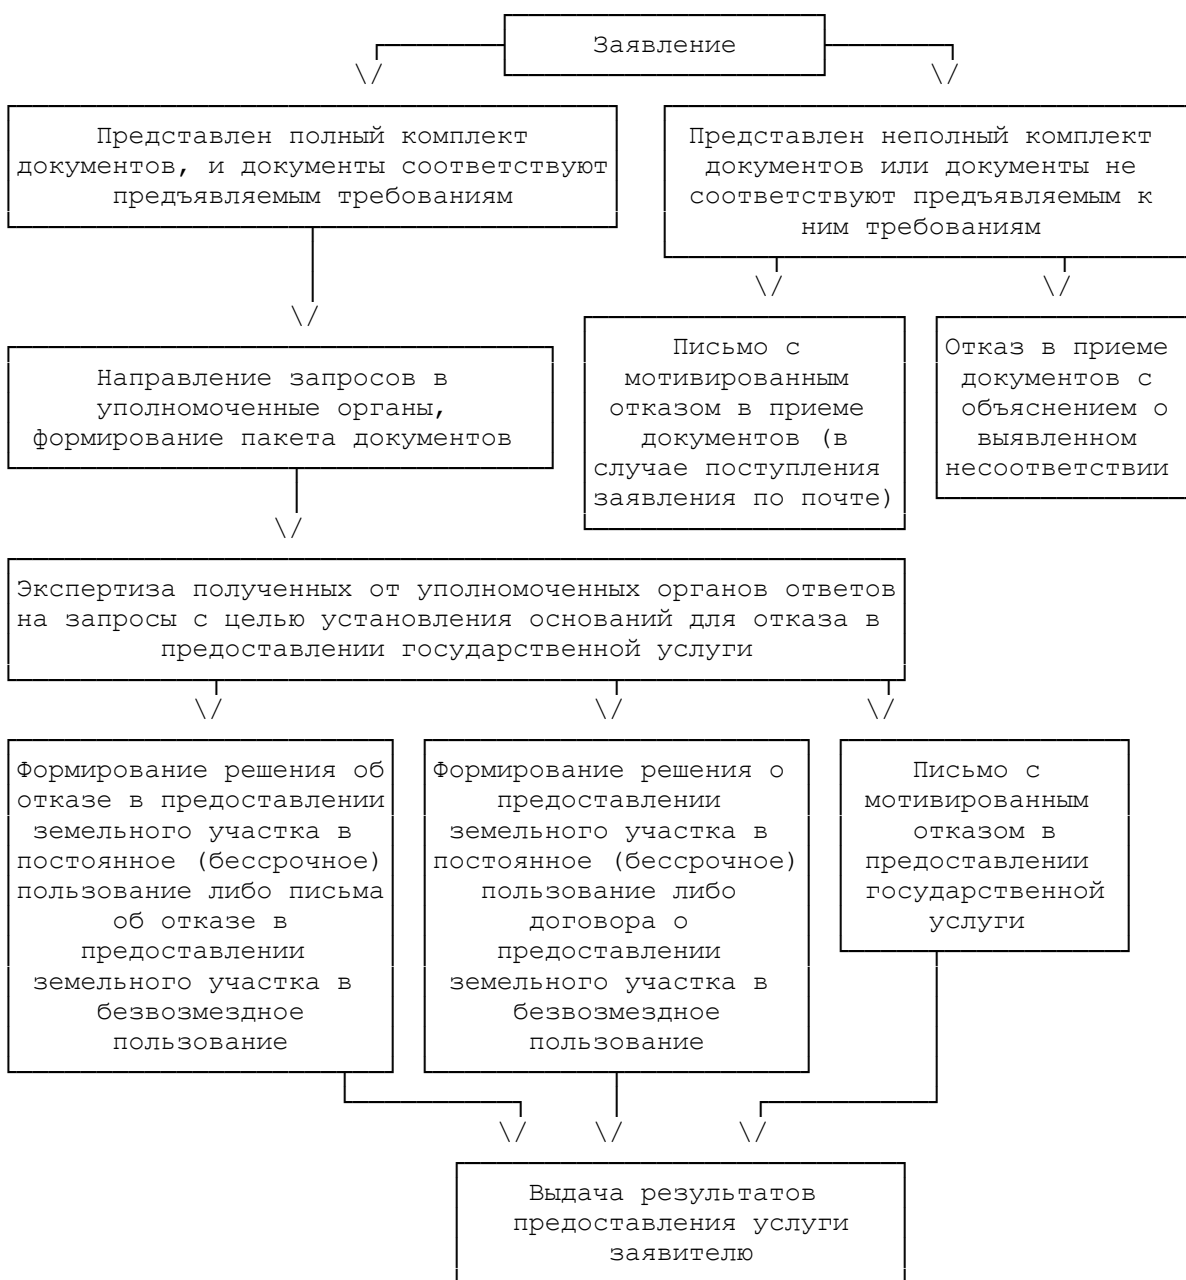 Заявление
Представлен полный комплект
документов, и документы соответствуют
предъявляемым требованиям
Представлен неполный комплект
документов или документы не
соответствуют предъявляемым к
ним требованиям
Направление запросов в
уполномоченные органы,
формирование пакета документов
Письмо с
мотивированным
отказом в приеме
документов (в
случае поступления
заявления по почте)
Отказ в приеме
документов с
объяснением о
выявленном
несоответствии
Экспертиза полученных от уполномоченных органов ответов
на запросы с целью установления оснований для отказа в
предоставлении государственной услуги
Формирование решения об
отказе в предоставлении
земельного участка в
постоянное (бессрочное)
пользование либо письма
об отказе в
предоставлении
земельного участка в
безвозмездное
пользование
Формирование решения о
предоставлении
земельного участка в
постоянное (бессрочное)
пользование либо
договора о
предоставлении
земельного участка в
безвозмездное
пользование
Письмо с
мотивированным
отказом в
предоставлении
государственной
услуги
Выдача результатов
предоставления услуги
заявителю